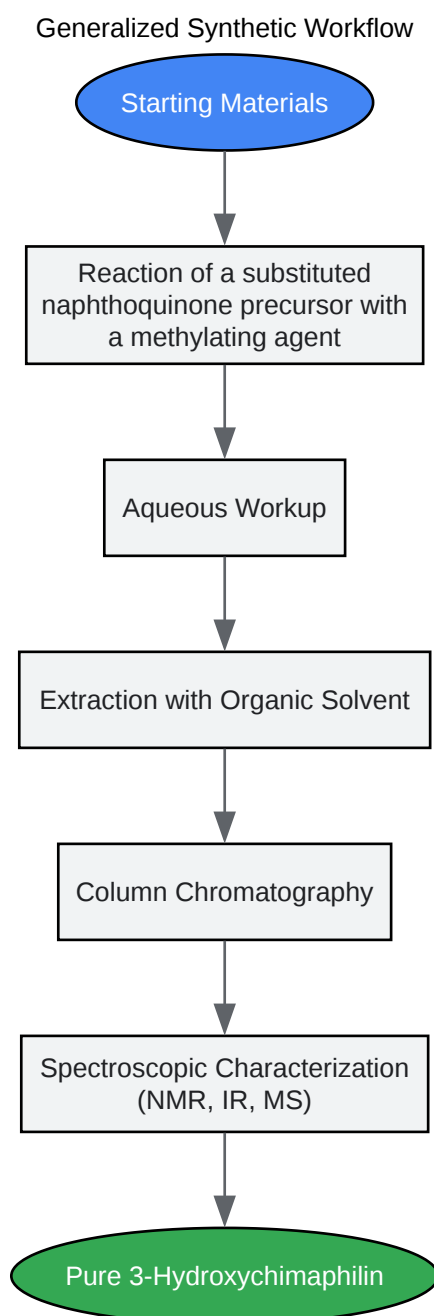 Generalized Synthetic Workflow
Starting Materials
Reaction of a substituted
naphthoquinone precursor with
a methylating agent
Aqueous Workup
Extraction with Organic Solvent
Column Chromatography
Spectroscopic Characterization
(NMR, IR, MS)
Pure 3-Hydroxychimaphilin